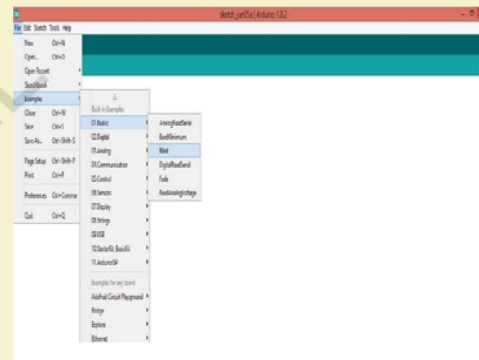 sketch_jun05a | Arduino 1.8.2
File Edit Sketch Tools Help
New Ctrl+N
Open... Ctrl+O
Open Recent
Sketchbook
Examples
Close Ctrl+W
Save Ctrl+S
Save As... Ctrl+Shift+S
Page Setup Ctrl+Shift+P
Print Ctrl+P
Preferences Ctrl+Comma
Quit Ctrl+Q
Built-in Examples
01.Basics
02.Digital
03.Analog
04.Communication
05.Control
06.Sensors
07.Display
08.Strings
09.USB
10.StarterKit_BasicKit
11.ArduinoISP
Examples for any board
Adafruit Circuit Playground
Bridge
Esplora
Ethernet
AnalogReadSerial
BareMinimum
Blink
DigitalReadSerial
Fade
ReadAnalogVoltage